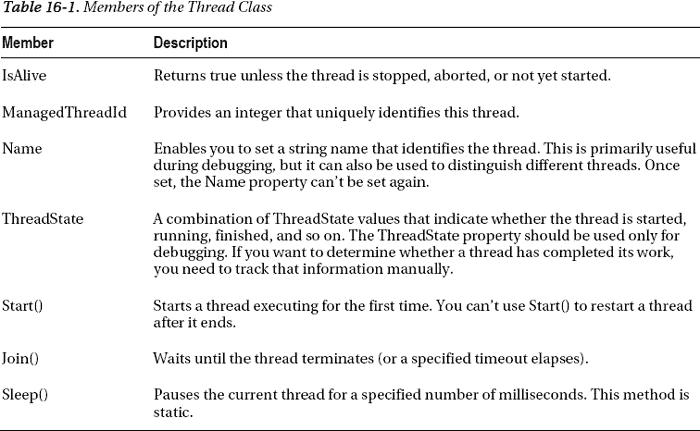 Table 16-1. Members of the Thread Class
Member Description
IsAlive Returns true unless the thread is stopped, aborted, or not yet started.
ManagedThreadId Provides an integer that uniquely identifies this thread.
Name Enables you to set a string name that identifies the thread. This is primarily useful
during debugging, but it can also be used to distinguish different threads. Once
set, the Name property can't be set again.
ThreadState A combination of ThreadState values that indicate whether the thread is started,
running, finished, and so on. The ThreadState property should be used only for
debugging. If you want to determine whether a thread has completed its work,
you need to track that information manually.
Start() Starts a thread executing for the first time. You can't use Start() to restart a thread
after it ends.
Join() Waits until the thread terminates (or a specified timeout elapses).
Sleep() Pauses the current thread for a specified number of milliseconds. This method is
static.